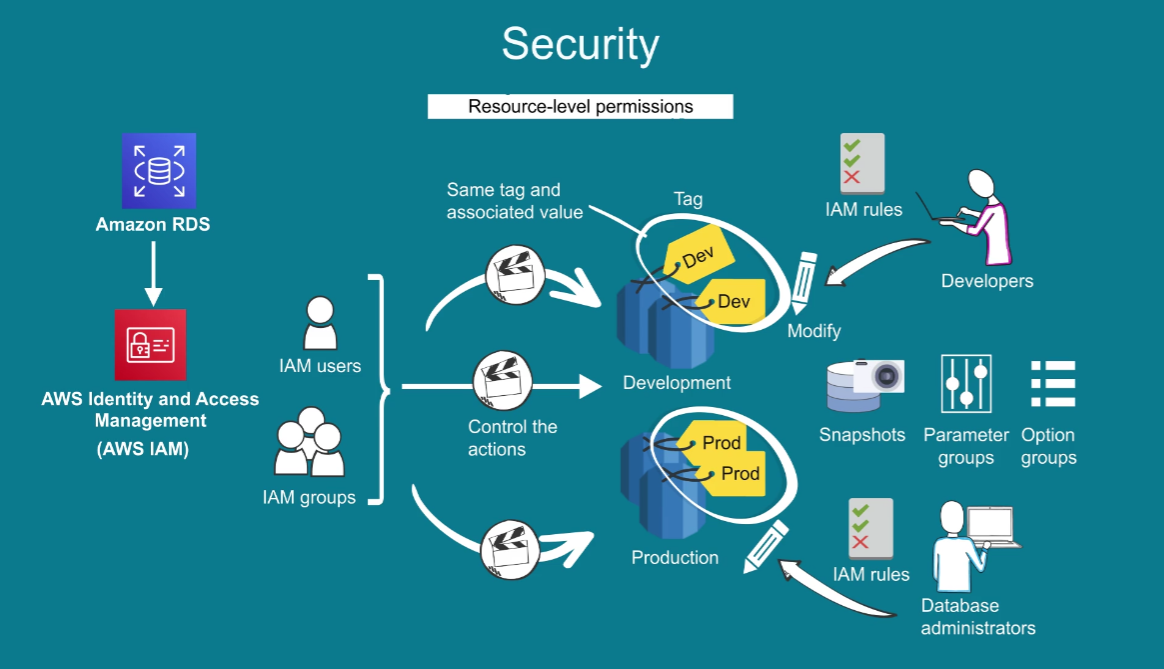 Security
Resource-level permissions
Amazon RDS
AWS Identity and Access
Management
(AWS IAM)
IAM users
IAM groups
Same tag and
associated value
Control the
actions
Tag
Dev
Dev
Modify
Development
Prod
Prod
Production
IAM rules
Developers
Snapshots
Parameter
groups
Option
groups
IAM rules
Database
administrators